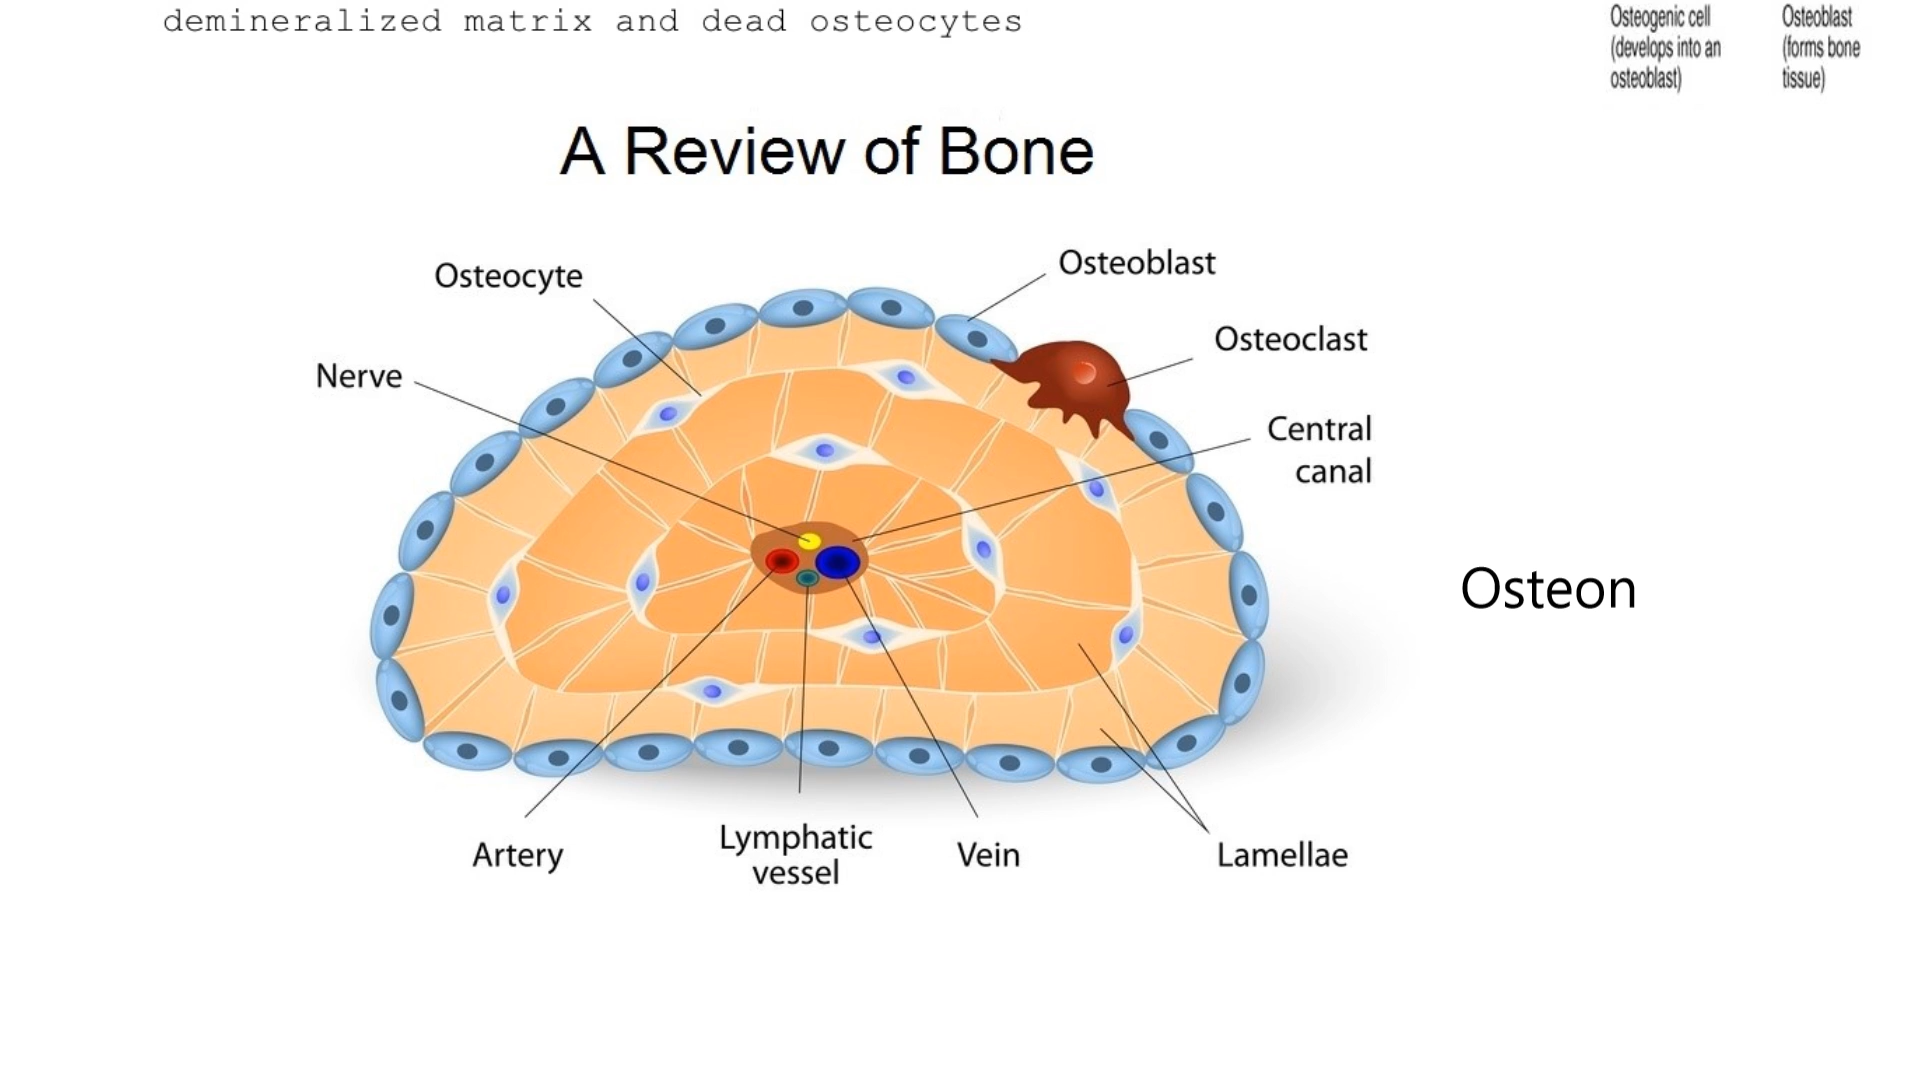 demineralized matrix and dead osteocytes
Osteogenic cell
(develops into an
osteoblast)
Osteoblast
(forms bone
tissue)
A Review of Bone
Osteocyte
Osteoblast
Osteoclast
Nerve
Central
canal
Osteon
Artery
Lymphatic
vessel
Vein
Lamellae